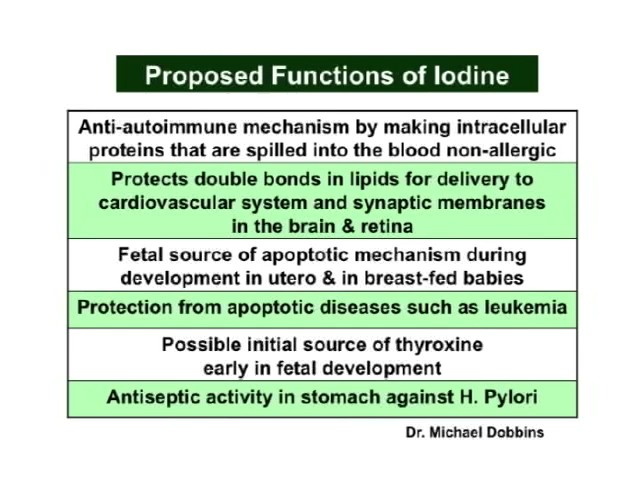 Proposed Functions of Iodine
Anti-autoimmune mechanism by making intracellular
proteins that are spilled into the blood non-allergic
Protects double bonds in lipids for delivery to
cardiovascular system and synaptic membranes
in the brain & retina
Fetal source of apoptotic mechanism during
development in utero & in breast-fed babies
Protection from apoptotic diseases such as leukemia
Possible initial source of thyroxine
early in fetal development
Antiseptic activity in stomach against H. Pylori
Dr. Michael Dobbins